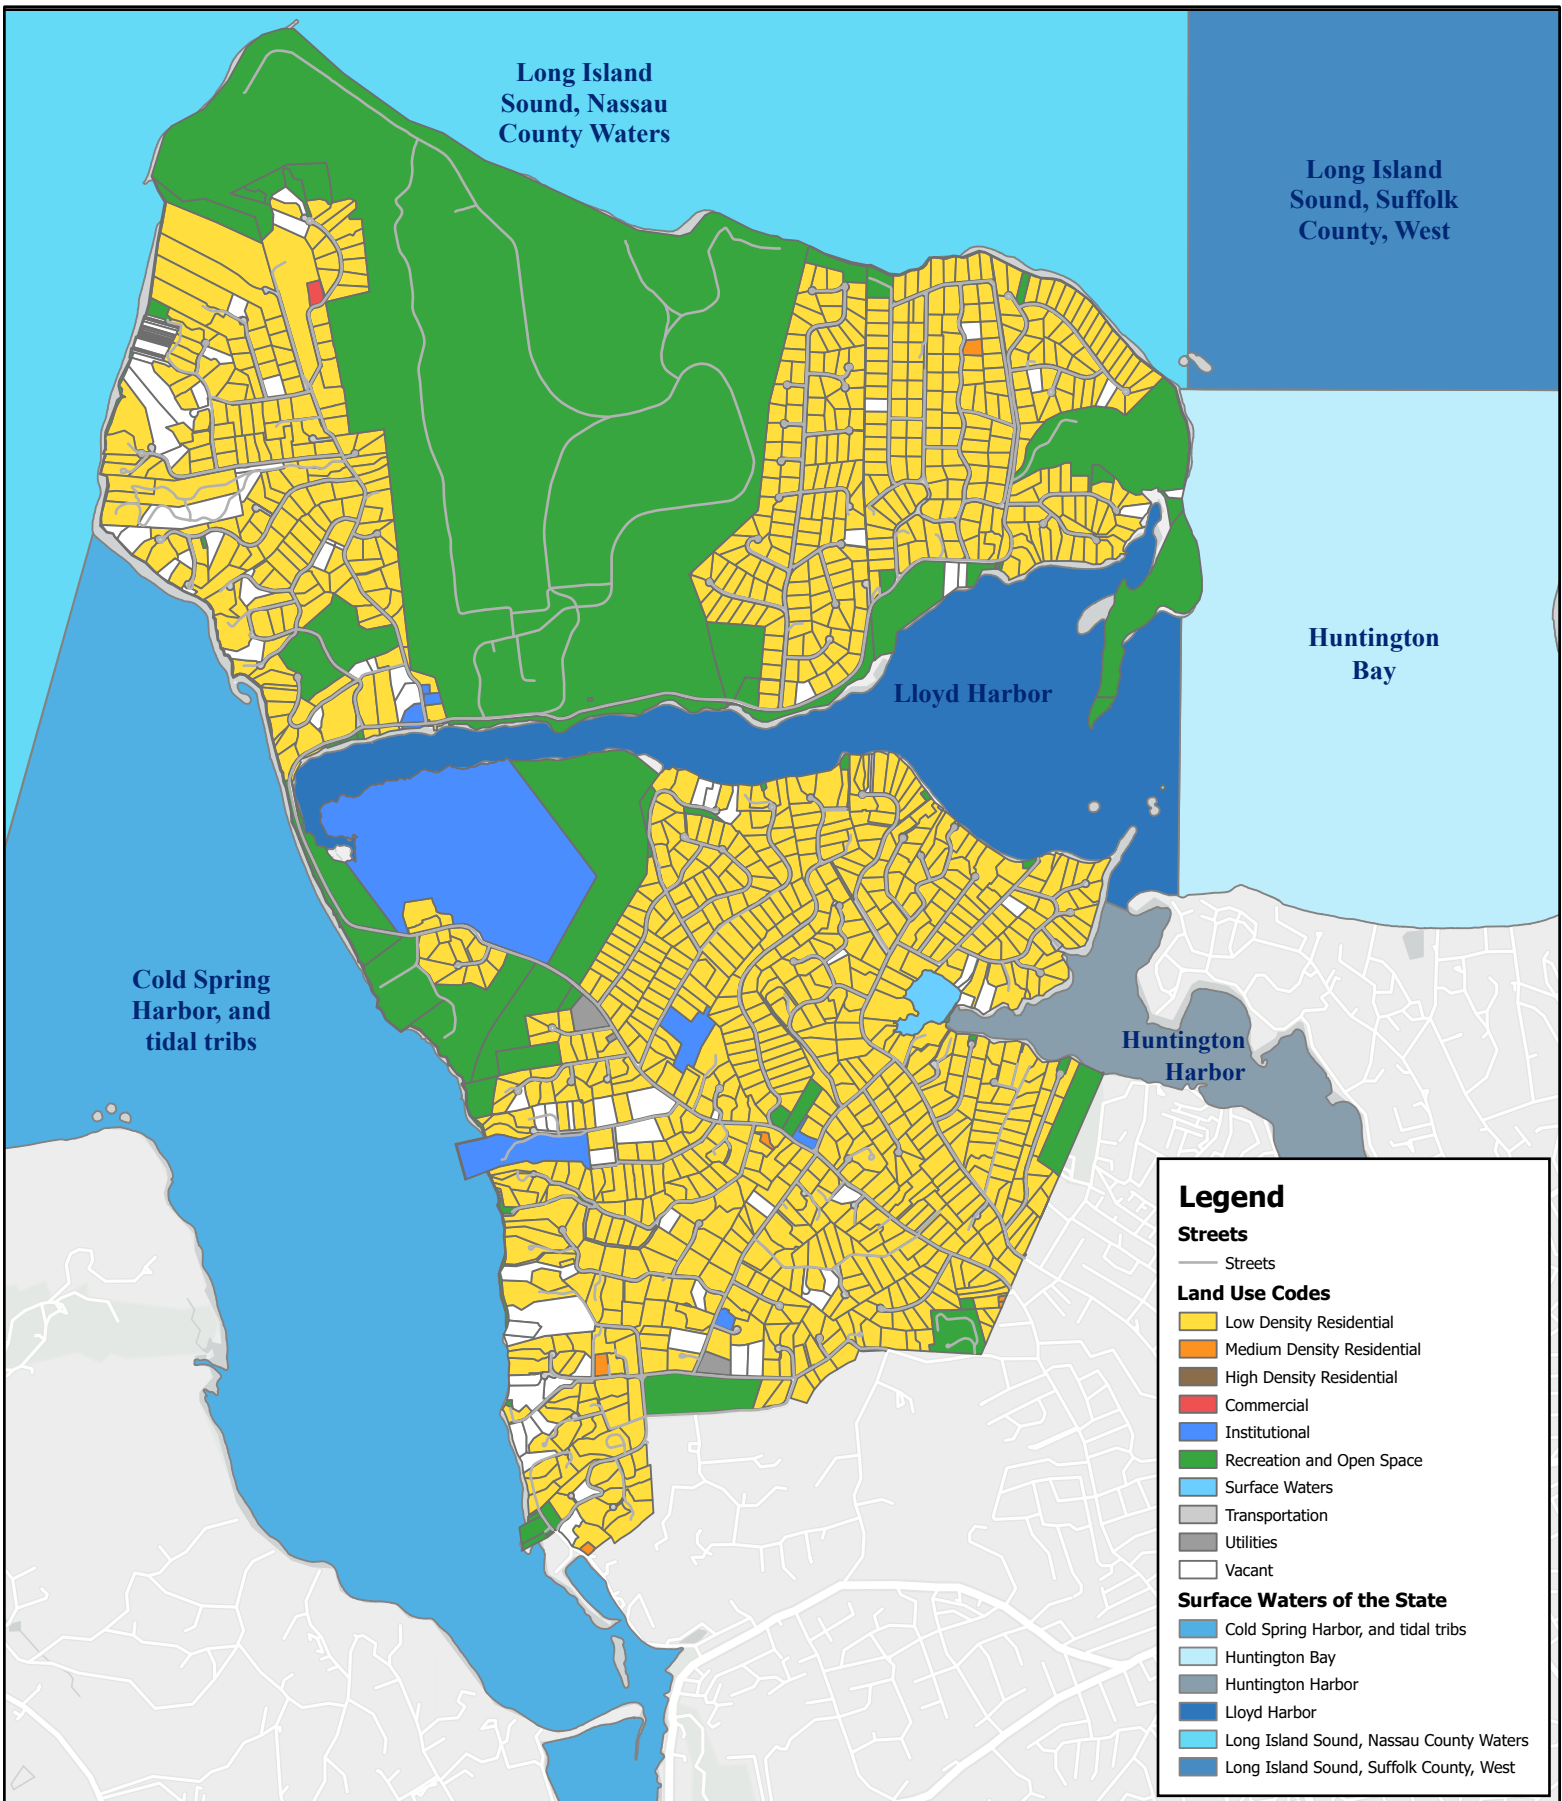 Long Island
Sound, Nassau
County Waters
Long Island
Sound, Suffolk
County, West
Huntington
Bay
Lloyd Harbor
Cold Spring
Harbor, and
tidal tribs
Huntington
Harbor
Legend
Streets
Streets
Land Use Codes
Low Density Residential
Medium Density Residential
High Density Residential
Commercial
Institutional
Recreation and Open Space
Surface Waters
Transportation
Utilities
Vacant
Surface Waters of the State
Cold Spring Harbor, and tidal tribs
Huntington Bay
Huntington Harbor
Lloyd Harbor
Long Island Sound, Nassau County Waters
Long Island Sound, Suffolk County, West